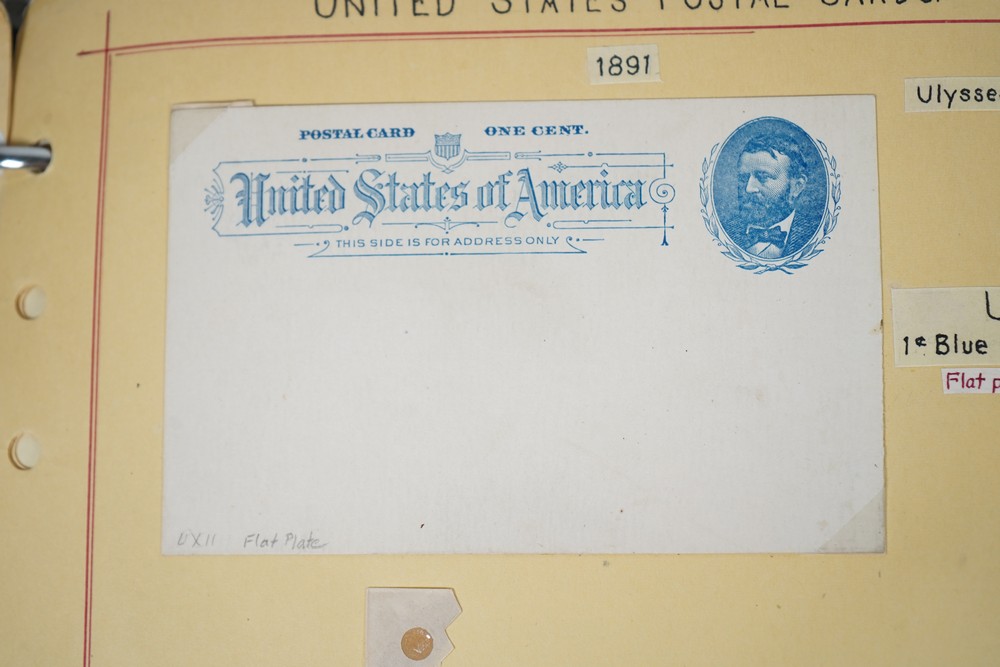 UNITED STATES POSTAL CARDS
1891
Ulysse
POSTAL CARD ONE CENT.
United States of America
THIS SIDE IS FOR ADDRESS ONLY
U
1¢ Blue
Flat p
UX11 Flat Plate